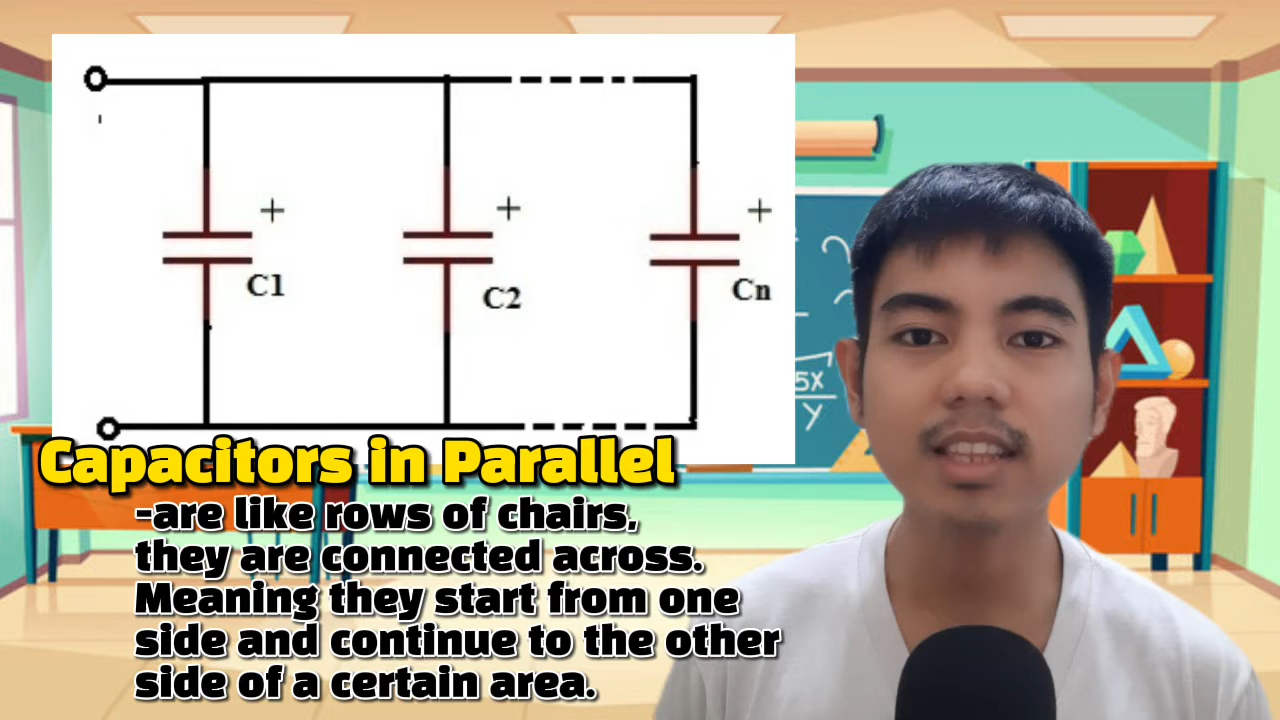 +
+
+
C1
C2
Cn
5x
y
Capacitors in Parallel
-are like rows of chairs,
they are connected across.
Meaning they start from one
side and continue to the other
side of a certain area.